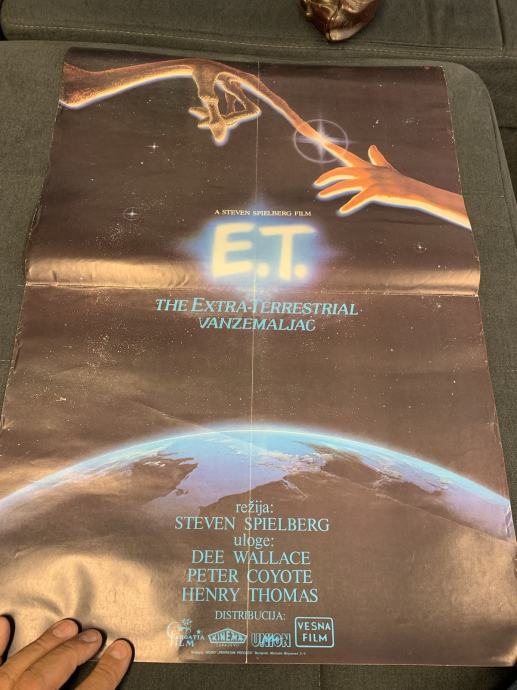 A STEVEN SPIELBERG FILM
E.T.
THE EXTRA-TERRESTRIAL
VANZEMALJAC
režija:
STEVEN SPIELBERG
uloge:
DEE WALLACE
PETER COYOTE
HENRY THOMAS
DISTRIBUCIJA:
CROATIA FILM
KINEMA
UNION
VESNA FILM